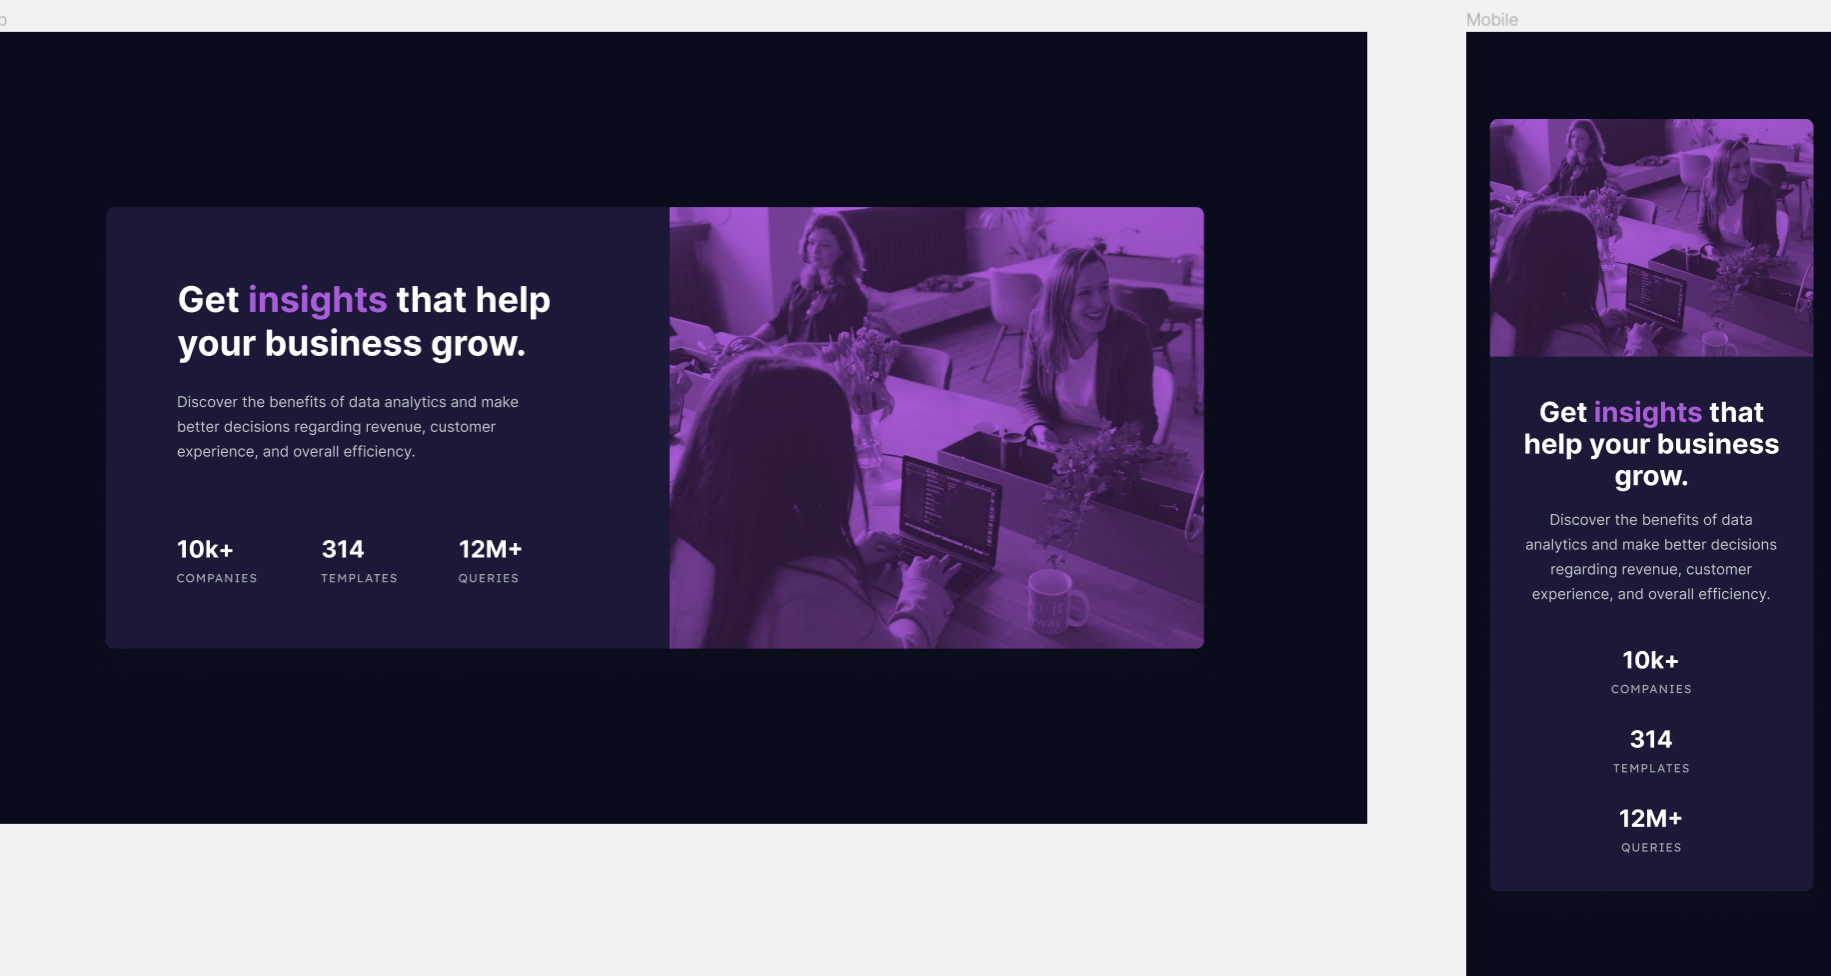 Mobile
Get insights that help
your business grow.
Discover the benefits of data analytics and make
better decisions regarding revenue, customer
experience, and overall efficiency.
10k+
314
12M+
COMPANIES
TEMPLATES
QUERIES
Get insights that
help your business
grow.
Discover the benefits of data
analytics and make better decisions
regarding revenue, customer
experience, and overall efficiency.
10k+
COMPANIES
314
TEMPLATES
12M+
QUERIES